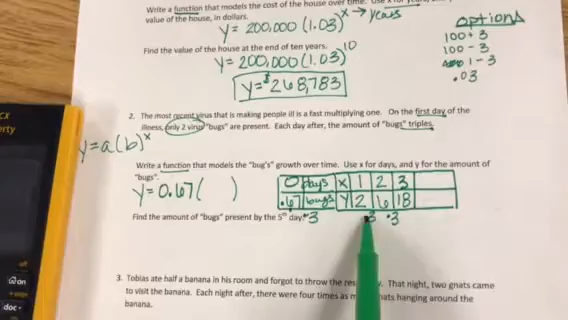 Write a function that models the cost of the house over time. Use x for years, and y for the
value of the house, in dollars.
y = 200,000 (1.03)^x → years
Find the value of the house at the end of ten years.
y = 200,000 (1.03)^10
y = $268,783
options
100 + 3
100 - 3
1 - 3
.03
2. The most recent virus that is making people ill is a fast multiplying one. On the first day of the
illness, only 2 virus "bugs" are present. Each day after, the amount of "bugs" triples.
y = a(b)^x
Write a function that models the "bug's" growth over time. Use x for days, and y for the amount of
"bugs".
y = 0.67( )
0 days x 1 2 3
.67 bugs y 2 6 18
Find the amount of "bugs" present by the 5th day.
·3 ·3 ·3
3. Tobias ate half a banana in his room and forgot to throw the rest away. That night, two gnats came
to visit the banana. Each night after, there were four times as gnats hanging around the
banana.
on
doc